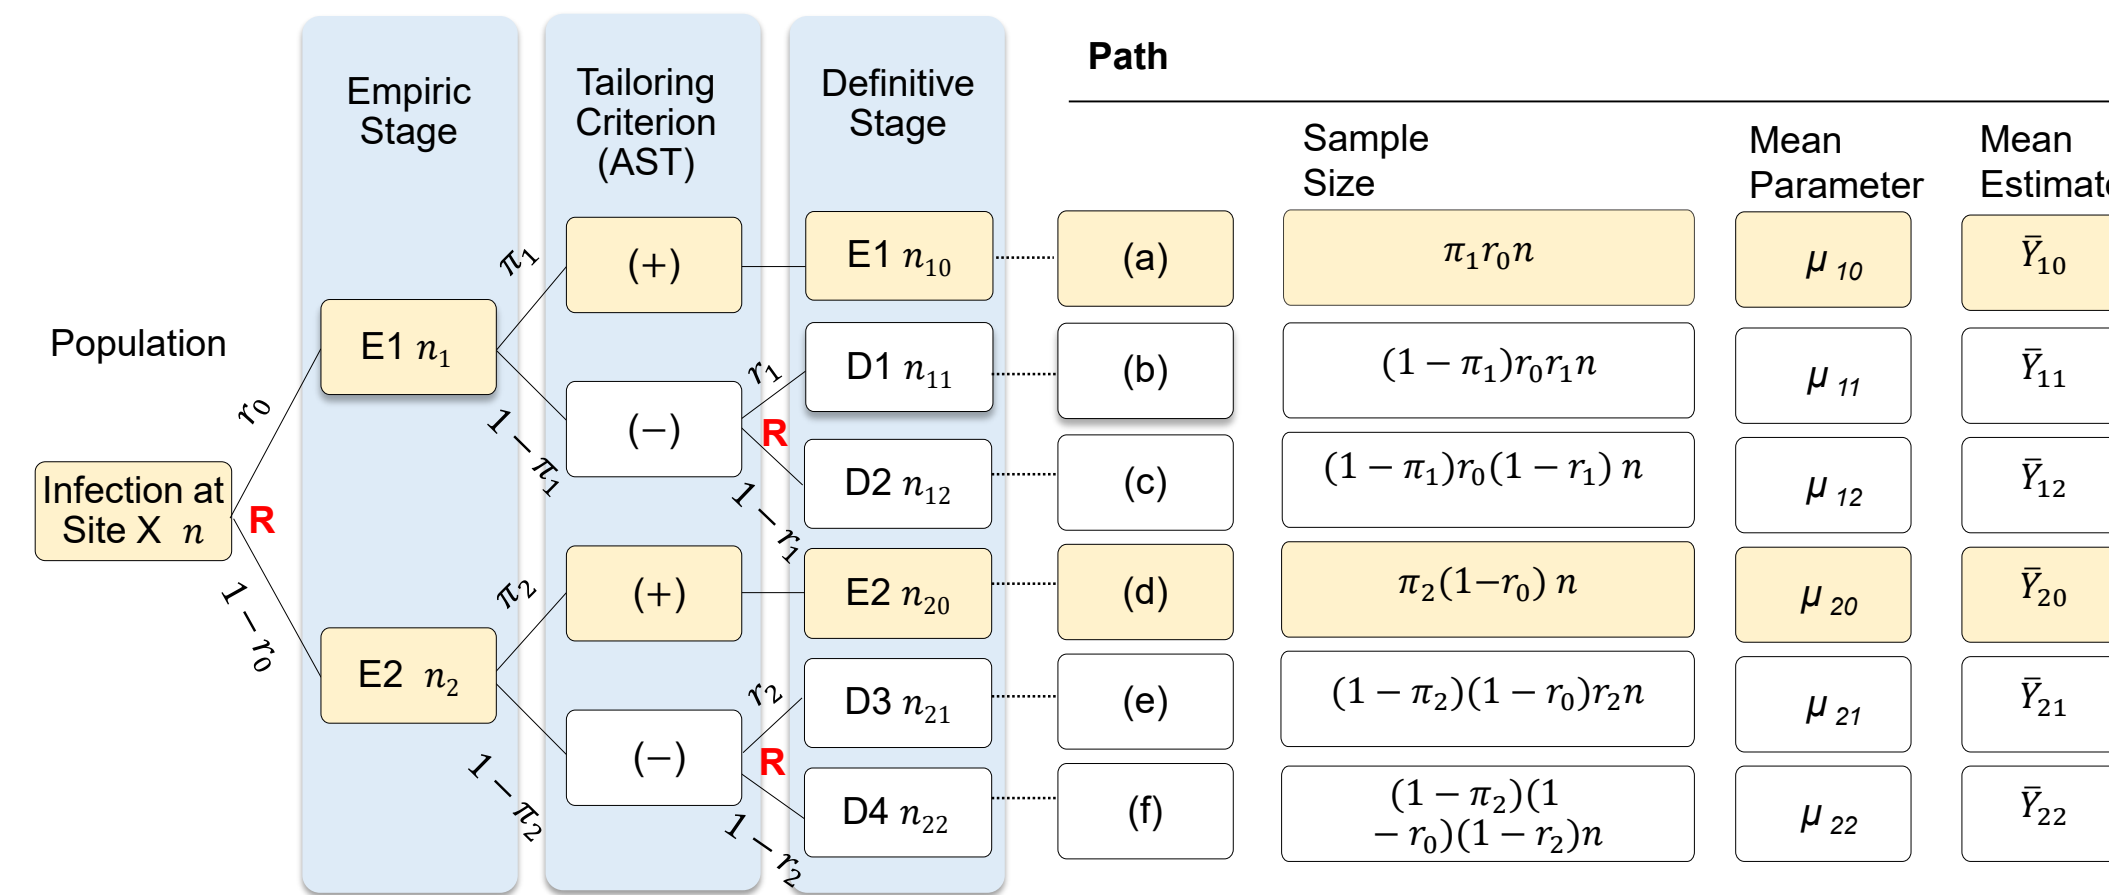 Path
Empiric
Stage
Tailoring
Criterion
(AST)
Definitive
Stage
Sample
Size
Mean
Parameter
Mean
Estimate
Population
Infection at
Site X n
R
r₀
1 − r₀
E1 n₁
E2 n₂
π₁
1 − π₁
π₂
1 − π₂
(+)
(−)
(+)
(−)
r₁
R
1 − r₁
r₂
R
1 − r₂
E1 n₁₀
(a)
π₁r₀n
μ ₁₀
Ȳ₁₀
D1 n₁₁
(b)
(1 − π₁)r₀r₁n
μ ₁₁
Ȳ₁₁
D2 n₁₂
(c)
(1 − π₁)r₀(1 − r₁) n
μ ₁₂
Ȳ₁₂
E2 n₂₀
(d)
π₂(1−r₀) n
μ ₂₀
Ȳ₂₀
D3 n₂₁
(e)
(1 − π₂)(1 − r₀)r₂n
μ ₂₁
Ȳ₂₁
D4 n₂₂
(f)
(1 − π₂)(1
− r₀)(1 − r₂)n
μ ₂₂
Ȳ₂₂